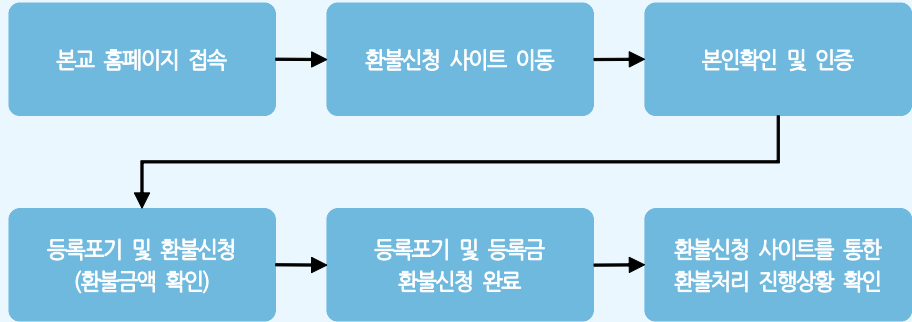 본교 홈페이지 접속
환불신청 사이트 이동
본인확인 및 인증
등록포기 및 환불신청
(환불금액 확인)
등록포기 및 등록금
환불신청 완료
환불신청 사이트를 통한
환불처리 진행상황 확인